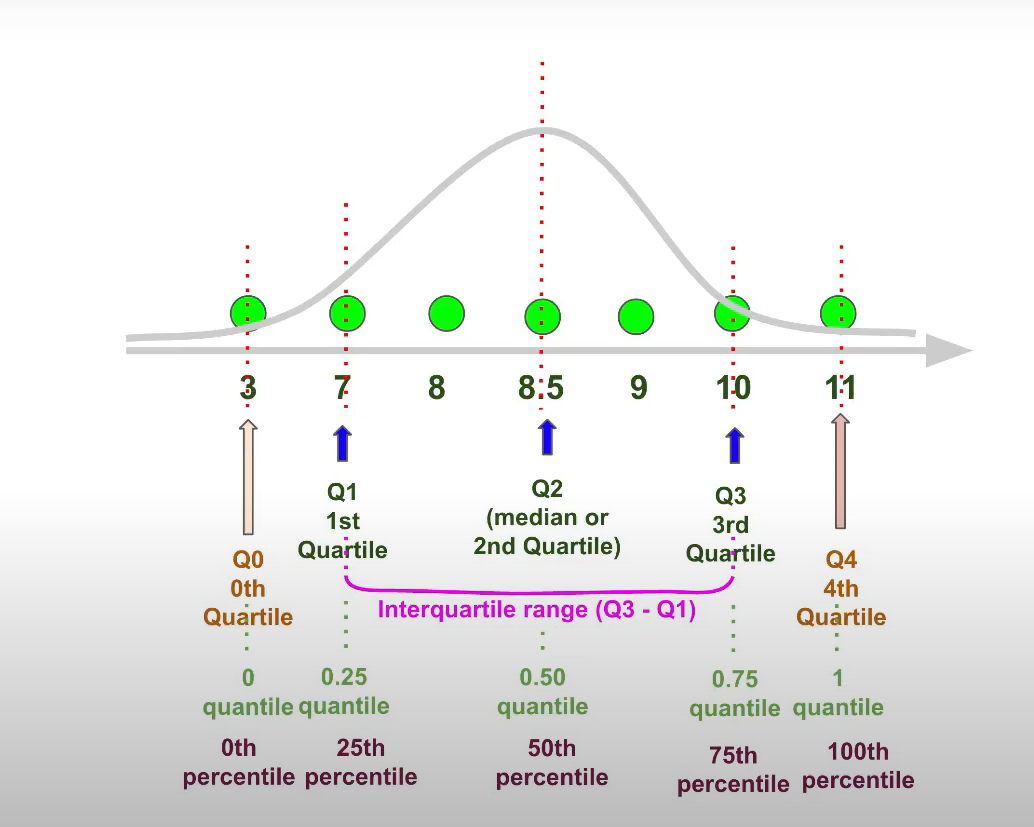 3 7 8 8.5 9 10 11
Q1
1st
Quartile
Q2
(median or
2nd Quartile)
Q3
3rd
Quartile
Q0
0th
Quartile
Q4
4th
Quartile
Interquartile range (Q3 - Q1)
0
quantile
0.25
quantile
0.50
quantile
0.75
quantile
1
quantile
0th
percentile
25th
percentile
50th
percentile
75th
percentile
100th
percentile